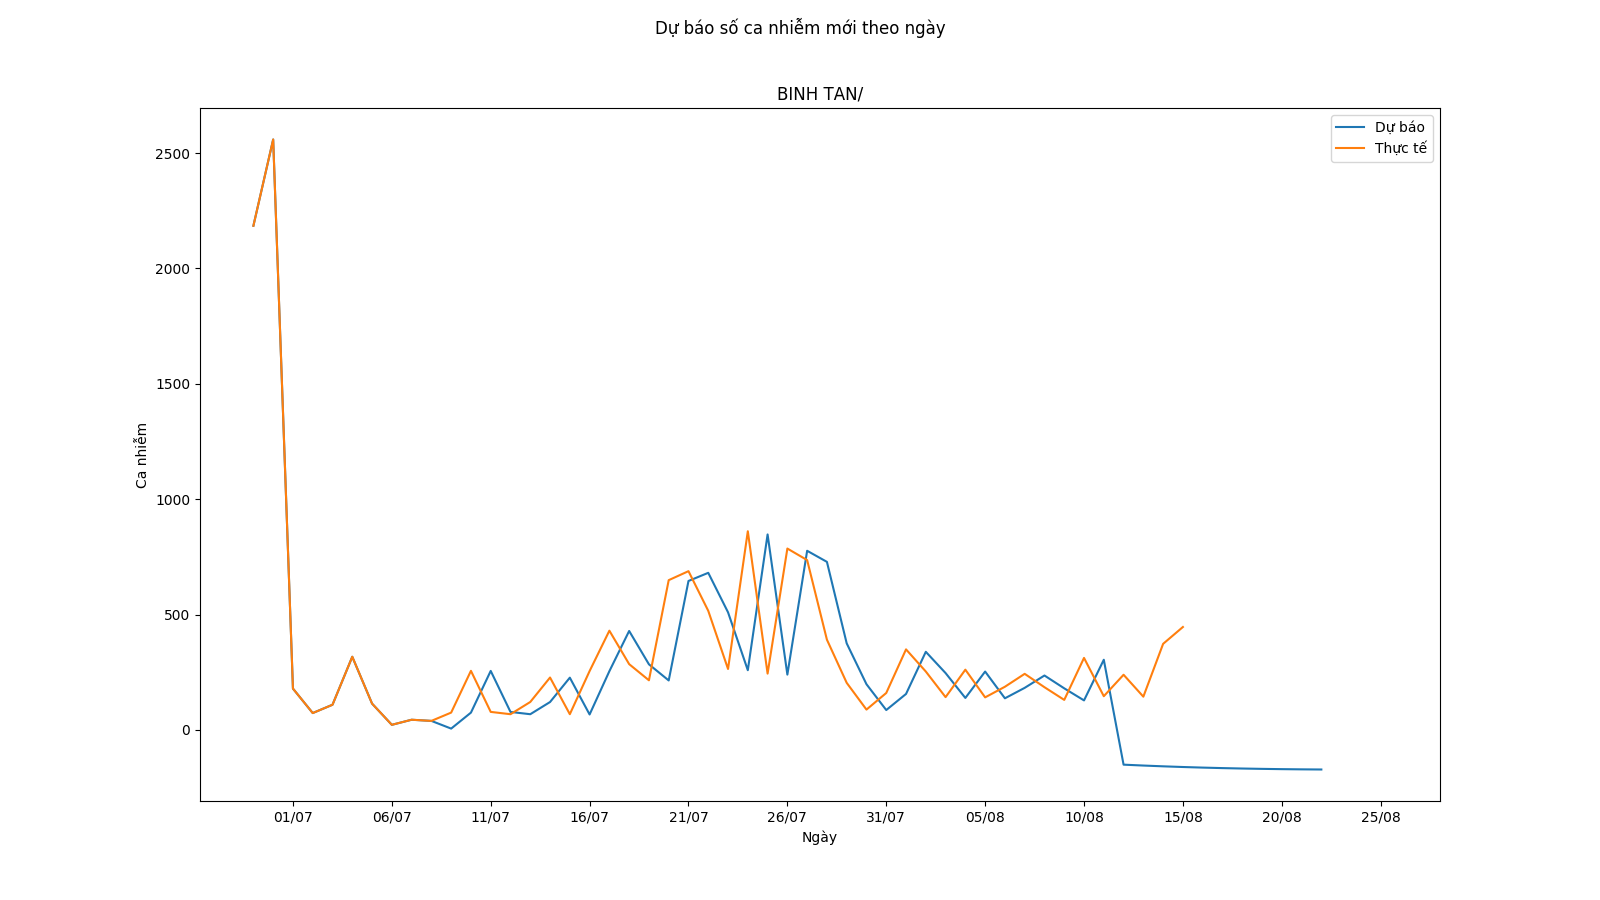 Dự báo số ca nhiễm mới theo ngày
BINH TAN/
Dự báo
Thực tế
2500
2000
1500
1000
500
0
Ca nhiễm
01/07 06/07 11/07 16/07 21/07 26/07 31/07 05/08 10/08 15/08 20/08 25/08
Ngày